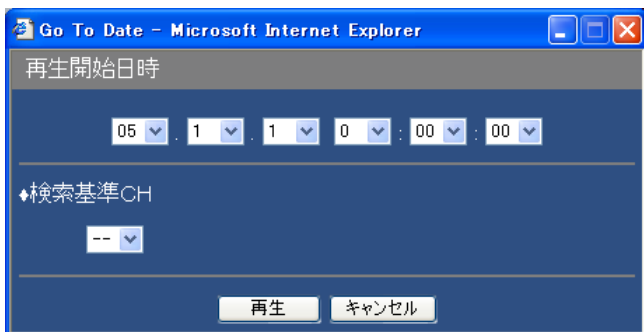 Go To Date - Microsoft Internet Explorer
再生開始日時
05 . 1 . 1 0 : 00 : 00
♦検索基準CH
--
再生 キャンセル